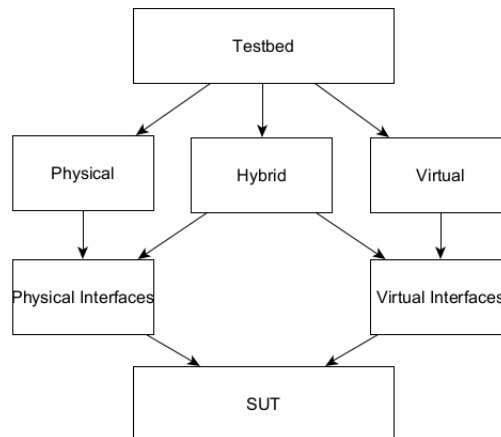 Testbed
Physical
Hybrid
Virtual
Physical Interfaces
Virtual Interfaces
SUT